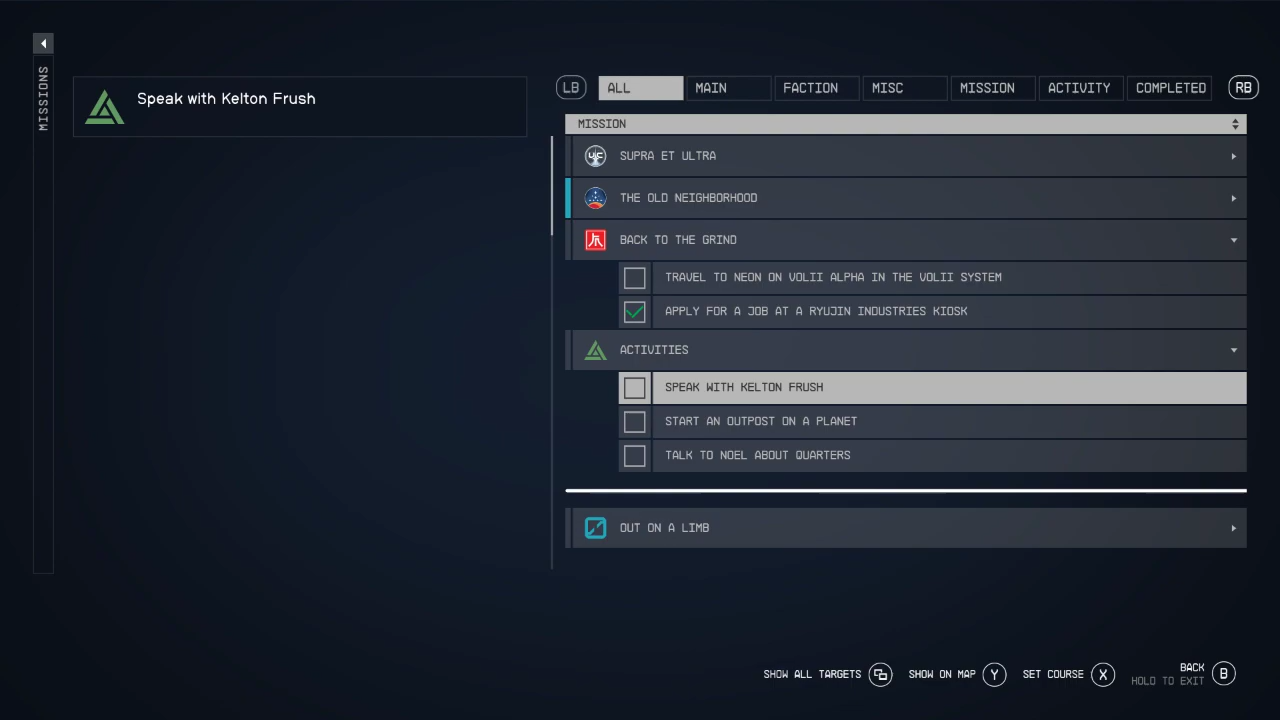 MISSIONS
Speak with Kelton Frush
LB
ALL
MAIN
FACTION
MISC
MISSION
ACTIVITY
COMPLETED
RB
MISSION
UC
SUPRA ET ULTRA
THE OLD NEIGHBORHOOD
BACK TO THE GRIND
TRAVEL TO NEON ON VOLII ALPHA IN THE VOLII SYSTEM
APPLY FOR A JOB AT A RYUJIN INDUSTRIES KIOSK
ACTIVITIES
SPEAK WITH KELTON FRUSH
START AN OUTPOST ON A PLANET
TALK TO NOEL ABOUT QUARTERS
OUT ON A LIMB
SHOW ALL TARGETS
SHOW ON MAP Y
SET COURSE X
BACK B
HOLD TO EXIT